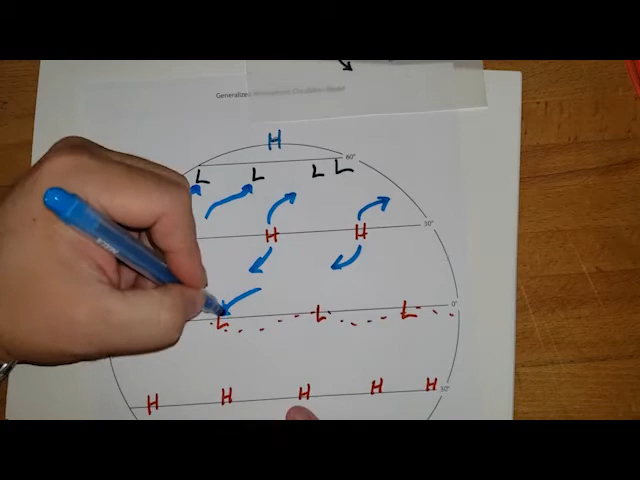 Generalized Atmospheric Circulation Model
H
60°
L L L L
30°
H H
0°
L L L
30°
H H H H H